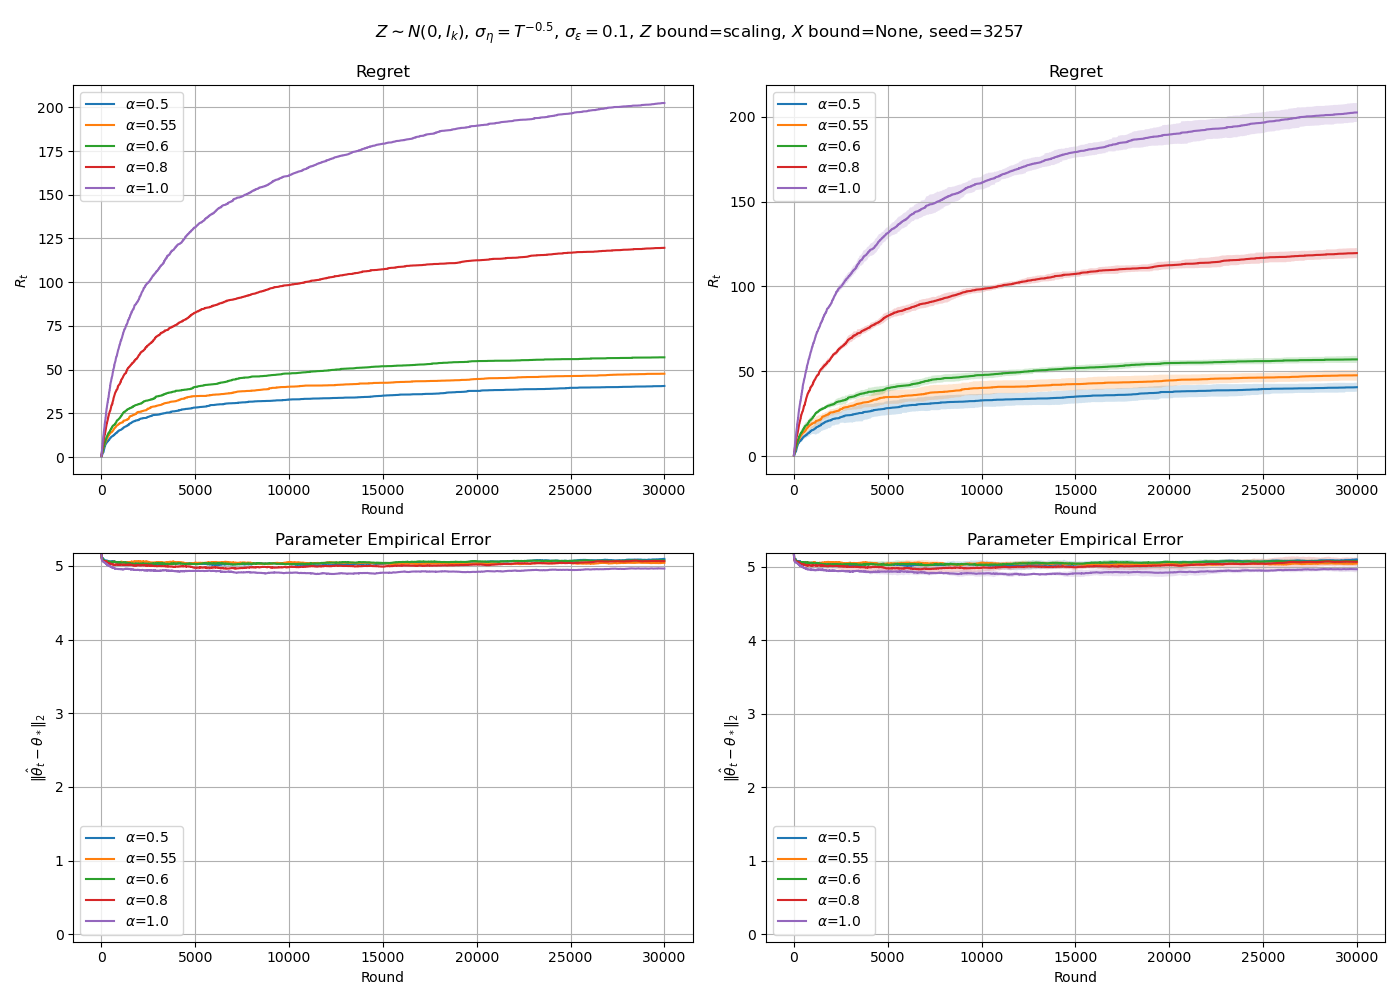 Z ∼ N(0, I_k), σ_η = T^{−0.5}, σ_ε = 0.1, Z bound=scaling, X bound=None, seed=3257
Regret
R_t
200
175
150
125
100
75
50
25
0
α=0.5
α=0.55
α=0.6
α=0.8
α=1.0
0 5000 10000 15000 20000 25000 30000
Round
Regret
R_t
200
150
100
50
0
α=0.5
α=0.55
α=0.6
α=0.8
α=1.0
0 5000 10000 15000 20000 25000 30000
Round
Parameter Empirical Error
‖θ̂_t − θ_*‖_2
5
4
3
2
1
0
α=0.5
α=0.55
α=0.6
α=0.8
α=1.0
0 5000 10000 15000 20000 25000 30000
Round
Parameter Empirical Error
‖θ̂_t − θ_*‖_2
5
4
3
2
1
0
α=0.5
α=0.55
α=0.6
α=0.8
α=1.0
0 5000 10000 15000 20000 25000 30000
Round